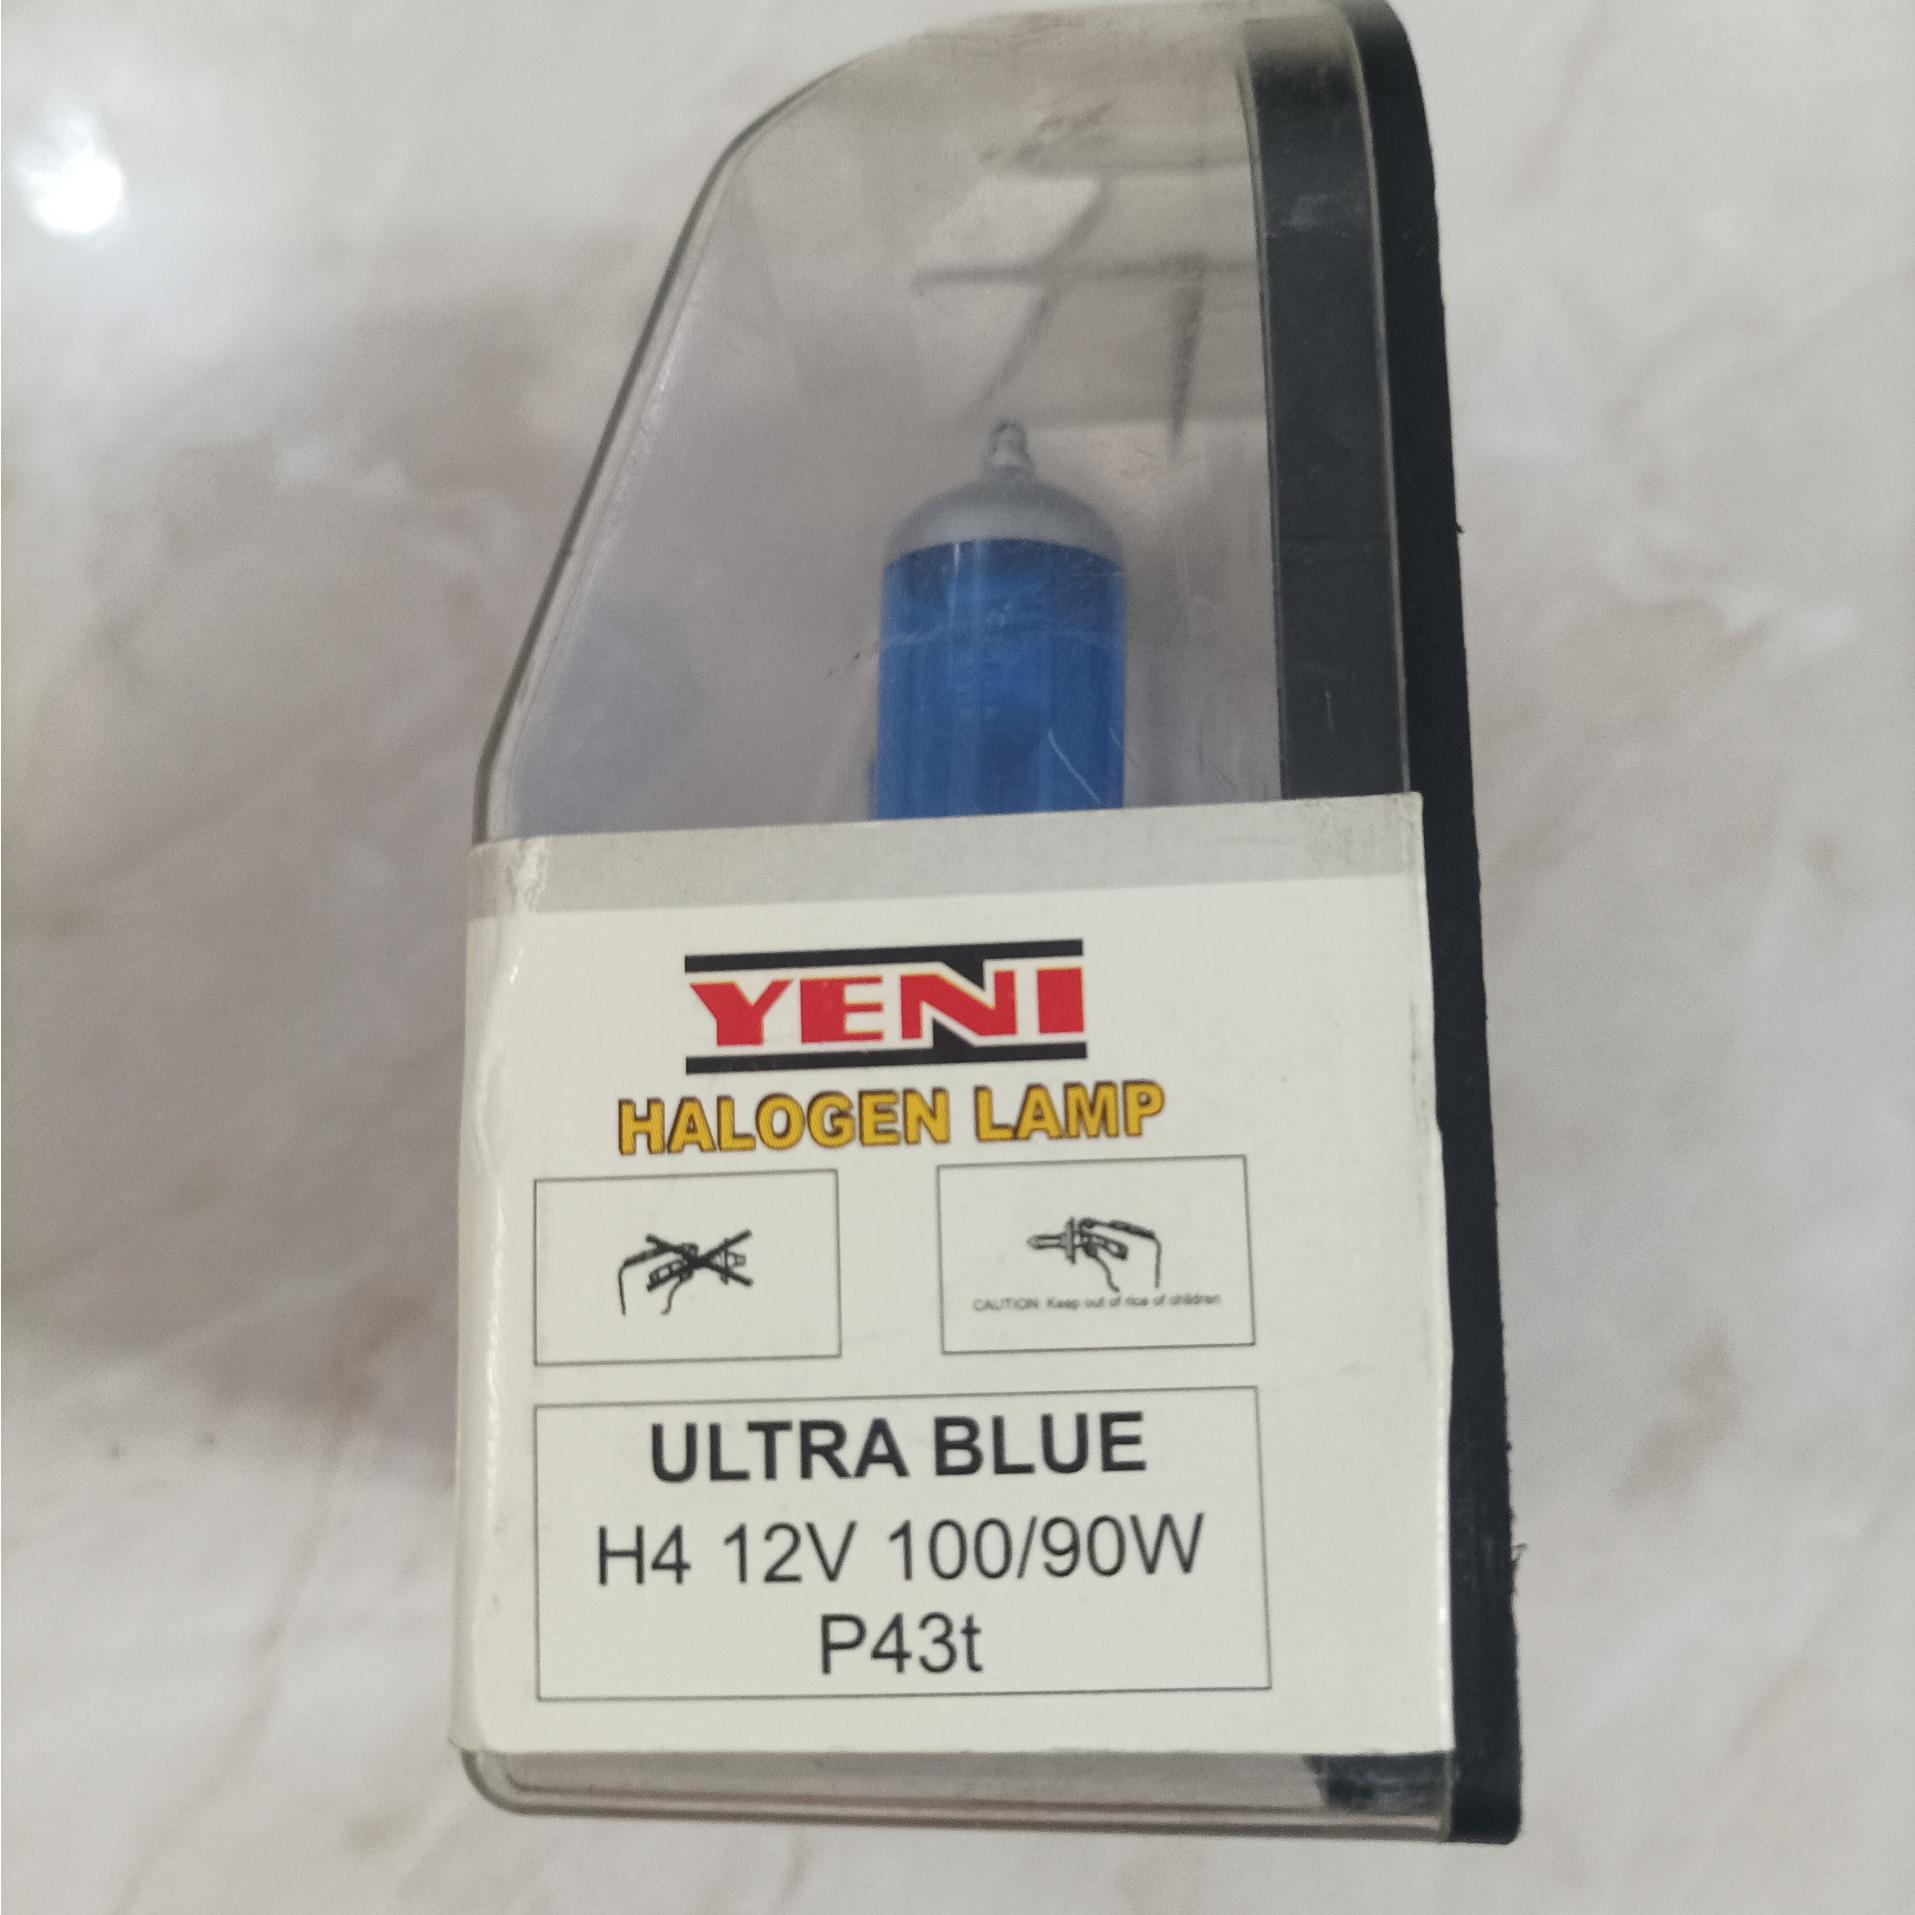 YENI
HALOGEN LAMP
CAUTION: Keep out of rice of children
ULTRA BLUE
H4 12V 100/90W
P43t